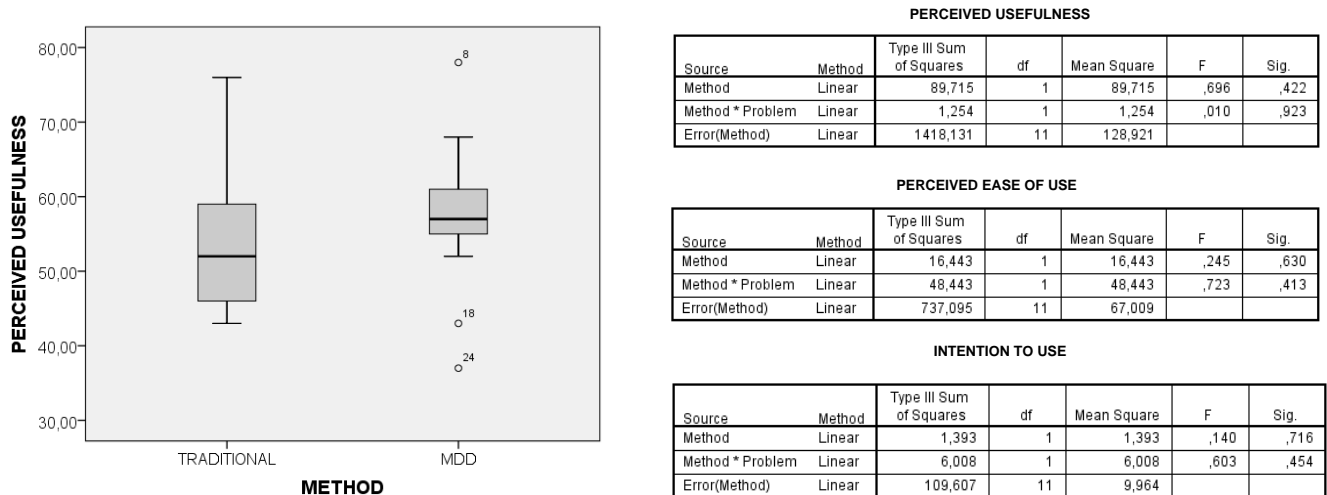 PERCEIVED USEFULNESS
80,00
70,00
60,00
50,00
40,00
30,00
8
18
24
TRADITIONAL MDD
METHOD
PERCEIVED USEFULNESS
Source Method Type III Sum of Squares df Mean Square F Sig.
Method Linear 89,715 1 89,715 ,696 ,422
Method * Problem Linear 1,254 1 1,254 ,010 ,923
Error(Method) Linear 1418,131 11 128,921
PERCEIVED EASE OF USE
Source Method Type III Sum of Squares df Mean Square F Sig.
Method Linear 16,443 1 16,443 ,245 ,630
Method * Problem Linear 48,443 1 48,443 ,723 ,413
Error(Method) Linear 737,095 11 67,009
INTENTION TO USE
Source Method Type III Sum of Squares df Mean Square F Sig.
Method Linear 1,393 1 1,393 ,140 ,716
Method * Problem Linear 6,008 1 6,008 ,603 ,454
Error(Method) Linear 109,607 11 9,964